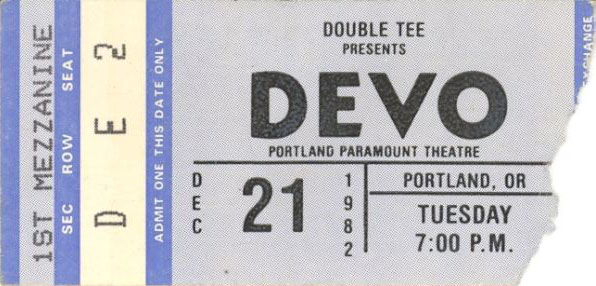 1ST MEZZANINE
SEC ROW SEAT
D E 2
ADMIT ONE THIS DATE ONLY
DOUBLE TEE
PRESENTS
DEVO
PORTLAND PARAMOUNT THEATRE
DEC 21 1982
PORTLAND, OR
TUESDAY
7:00 P.M.
EXCHANGE